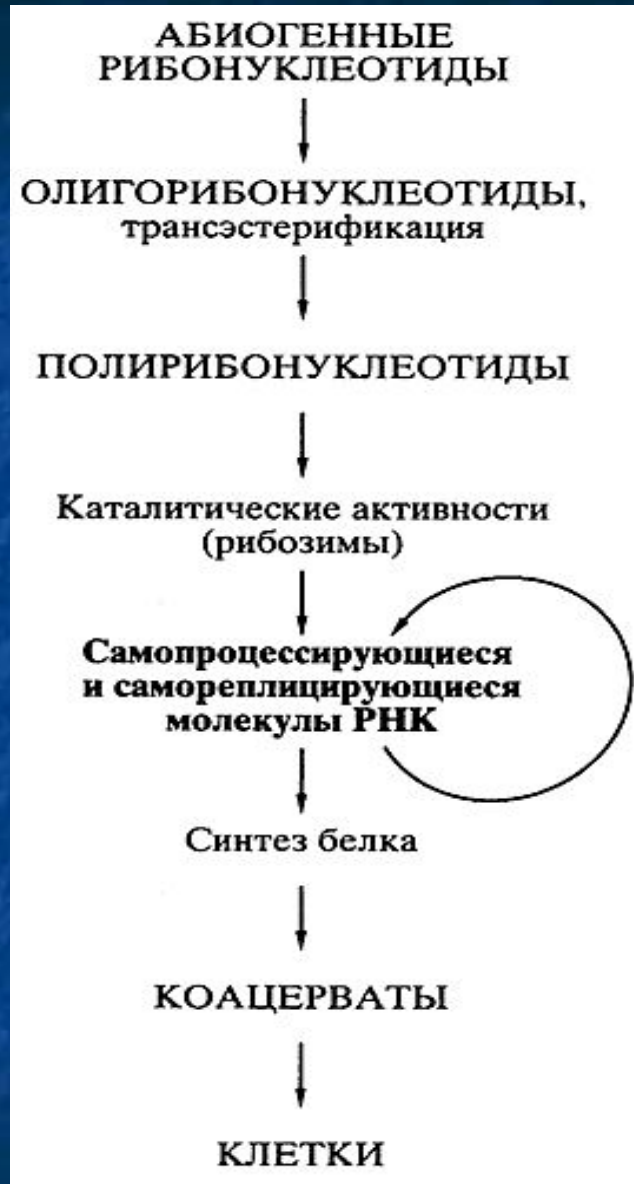 АБИОГЕННЫЕ
РИБОНУКЛЕОТИДЫ
ОЛИГОРИБОНУКЛЕОТИДЫ,
трансэстерификация
ПОЛИРИБОНУКЛЕОТИДЫ
Каталитические активности
(рибозимы)
Самопроцессирующиеся
и самореплицирующиеся
молекулы РНК
Синтез белка
КОАЦЕРВАТЫ
КЛЕТКИ